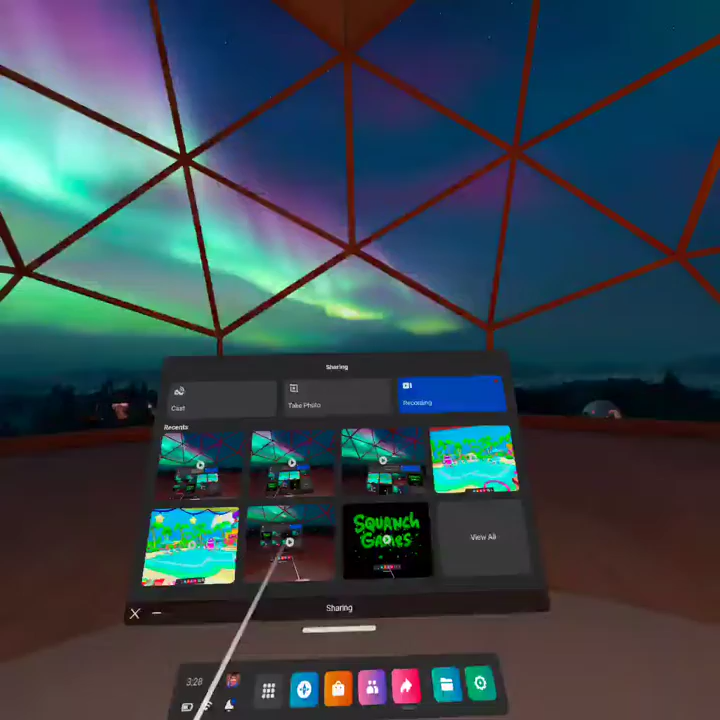 Sharing
Cast
Take Photo
Recording
Recents
SQUANCH
GAMES
View All
Sharing
3:28